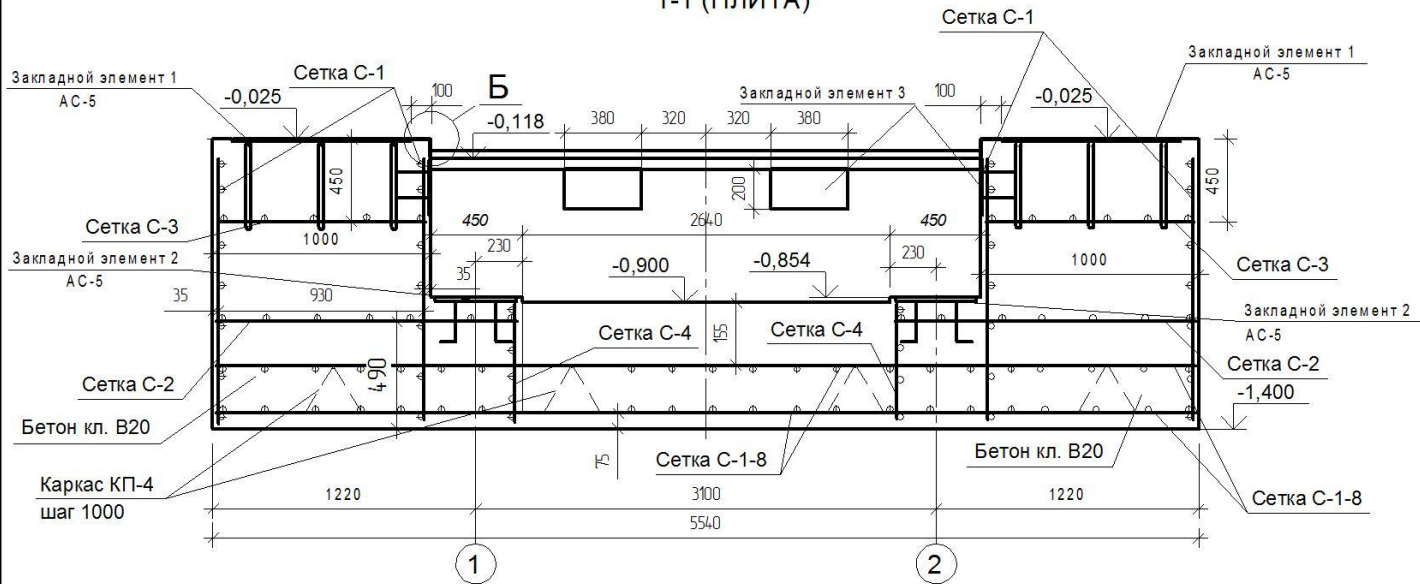 1-1 (ПЛИТА)
Сетка С-1
Закладной элемент 1
АС-5
Сетка С-1
Закладной элемент 1
АС-5
100
Б
-0,025
-0,118
380
320
320
380
Закладной элемент 3
100
-0,025
450
200
450
Сетка С-3
1000
450
2640
450
Закладной элемент 2
АС-5
230
35
-0,900
-0,854
230
1000
Сетка С-3
35
930
Закладной элемент 2
АС-5
Сетка С-4
155
Сетка С-4
Сетка С-2
490
Сетка С-2
-1,400
Бетон кл. В20
75
Сетка С-1-8
Бетон кл. В20
Каркас КП-4
шаг 1000
1220
3100
1220
Сетка С-1-8
5540
1
2